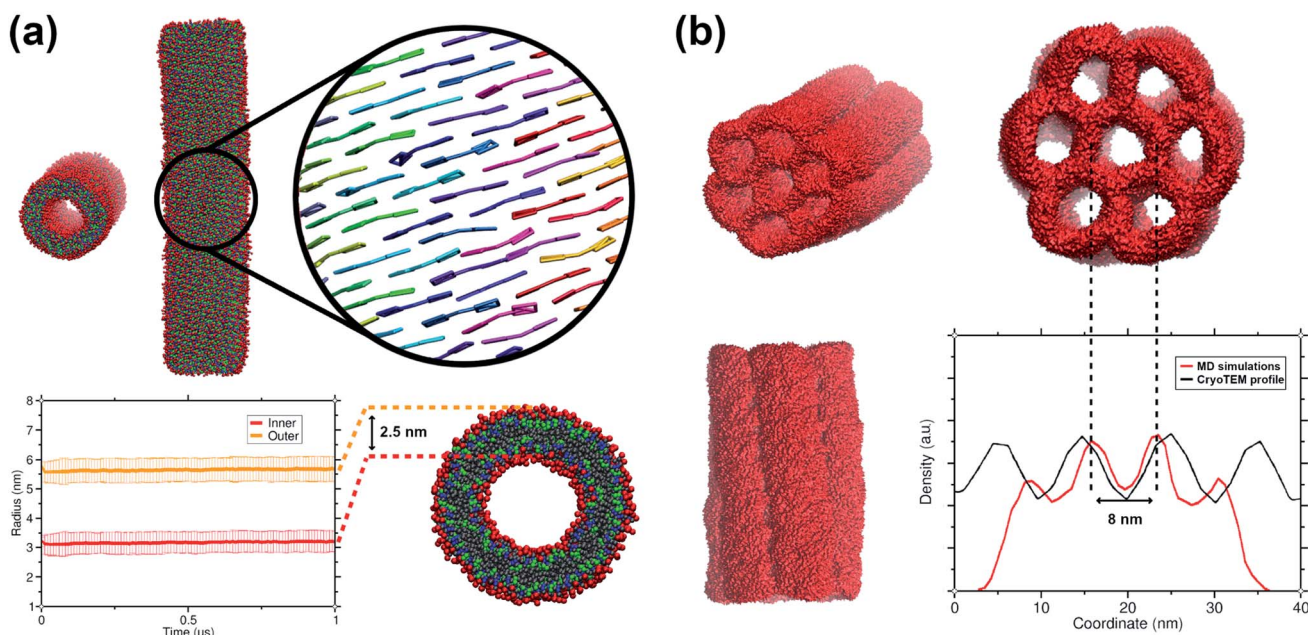 (a)
(b)
8
7
6
5
4
3
2
1
Radius (nm)
Inner
Outer
0
0.5
1
Time (us)
2.5 nm
MD simulations
CryoTEM profile
Density (a.u)
8 nm
0
10
20
30
40
Coordinate (nm)